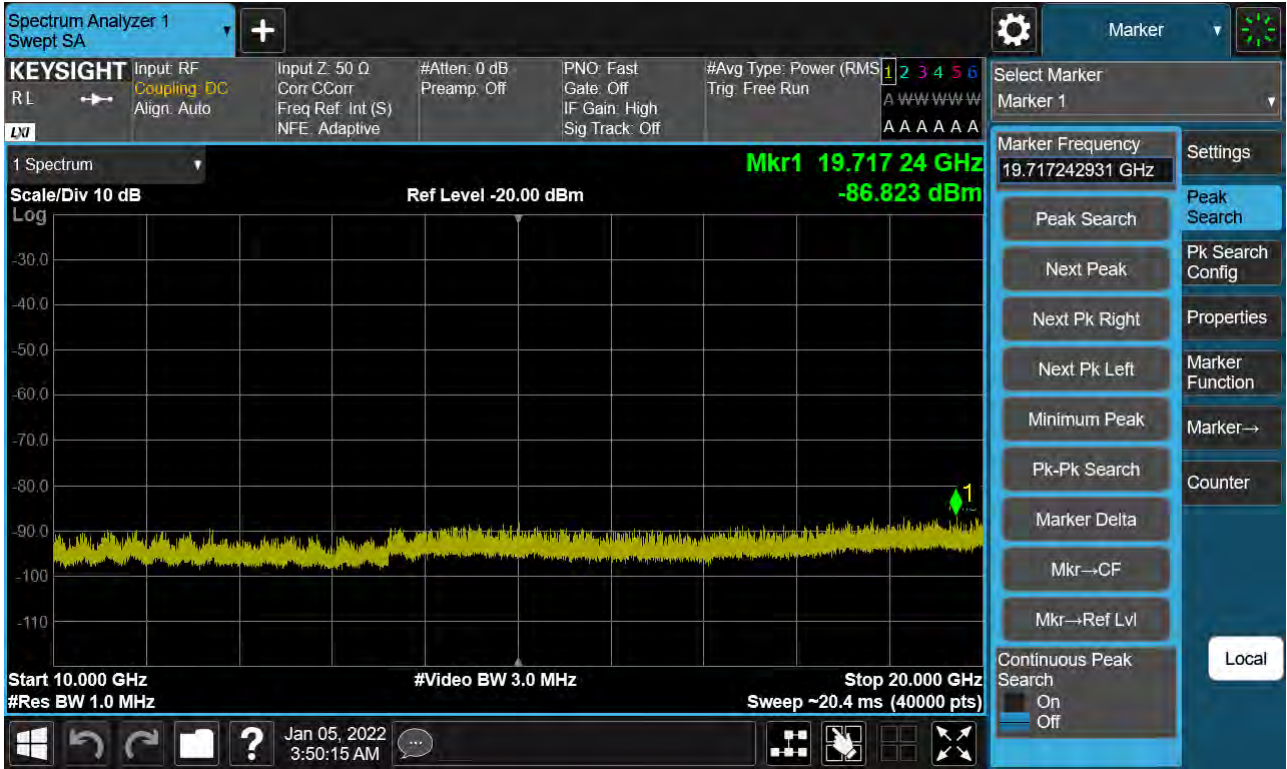 Spectrum Analyzer 1
Swept SA
+
Marker
KEYSIGHT
R L
LXI
Input: RF
Coupling: DC
Align: Auto
Input Z: 50 Ω
Corr CCorr
Freq Ref: Int (S)
NFE: Adaptive
#Atten: 0 dB
Preamp: Off
PNO: Fast
Gate: Off
IF Gain: High
Sig Track: Off
#Avg Type: Power (RMS
Trig: Free Run
1 2 3 4 5 6
A W W W W W
A A A A A A
Select Marker
Marker 1
1 Spectrum
Scale/Div 10 dB
Ref Level -20.00 dBm
Mkr1 19.717 24 GHz
-86.823 dBm
Log
-30.0
-40.0
-50.0
-60.0
-70.0
-80.0
-90.0
-100
-110
1
Start 10.000 GHz
#Res BW 1.0 MHz
#Video BW 3.0 MHz
Stop 20.000 GHz
Sweep ~20.4 ms (40000 pts)
Marker Frequency
19.717242931 GHz
Peak Search
Next Peak
Next Pk Right
Next Pk Left
Minimum Peak
Pk-Pk Search
Marker Delta
Mkr→CF
Mkr→Ref Lvl
Continuous Peak
Search
On
Off
Settings
Peak
Search
Pk Search
Config
Properties
Marker
Function
Marker→
Counter
Local
?
Jan 05, 2022
3:50:15 AM